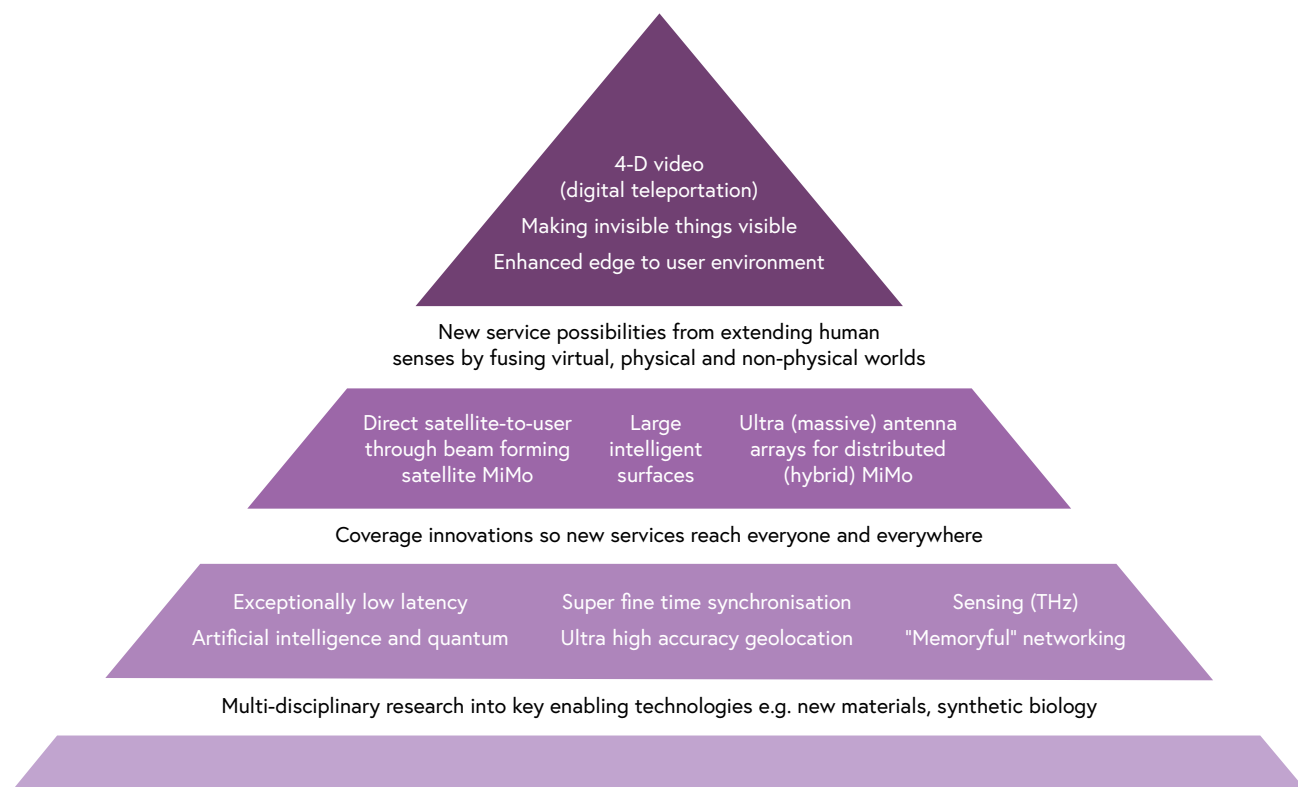 4-D video
(digital teleportation)
Making invisible things visible
Enhanced edge to user environment
New service possibilities from extending human
senses by fusing virtual, physical and non-physical worlds
Direct satellite-to-user
through beam forming
satellite MiMo
Large
intelligent
surfaces
Ultra (massive) antenna
arrays for distributed
(hybrid) MiMo
Coverage innovations so new services reach everyone and everywhere
Exceptionally low latency
Artificial intelligence and quantum
Super fine time synchronisation
Ultra high accuracy geolocation
Sensing (THz)
"Memoryful" networking
Multi-disciplinary research into key enabling technologies e.g. new materials, synthetic biology